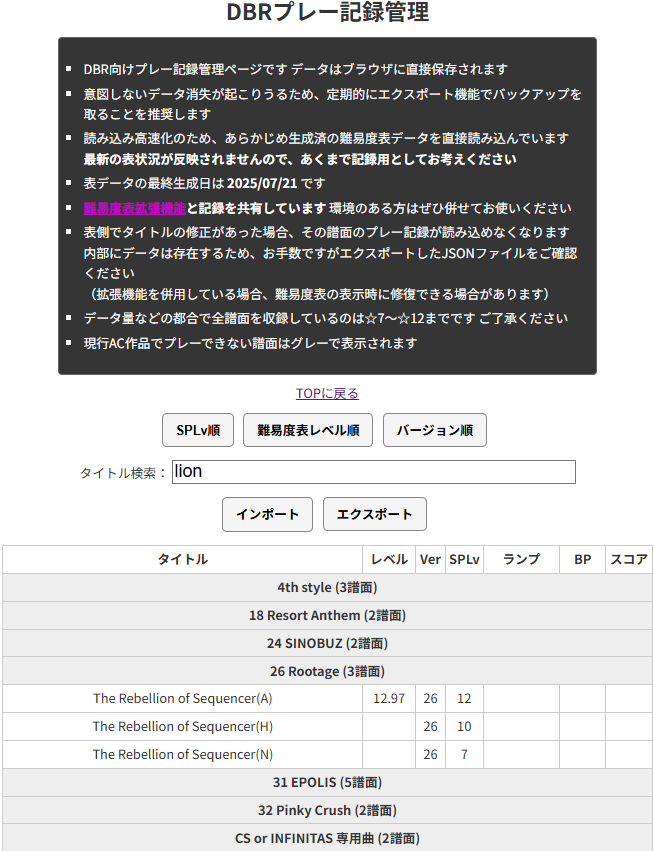 DBRプレー記録管理
DBR向けプレー記録管理ページです データはブラウザに直接保存されます
意図しないデータ消失が起こりうるため、定期的にエクスポート機能でバックアップを
取ることを推奨します
読み込み高速化のため、あらかじめ生成済の難易度表データを直接読み込んでいます
最新の表状況が反映されませんので、あくまで記録用としてお考えください
表データの最終生成日は 2025/07/21 です
難易度表拡張機能と記録を共有しています 環境のある方はぜひ併せてお使いください
表側でタイトルの修正があった場合、その譜面のプレー記録が読み込めなくなります
内部にデータは存在するため、お手数ですがエクスポートしたJSONファイルをご確認
ください
（拡張機能を併用している場合、難易度表の表示時に修復できる場合があります）
データ量などの都合で全譜面を収録しているのは☆7～☆12までです ご了承ください
現行AC作品でプレーできない譜面はグレーで表示されます
TOPに戻る
SPLv順 難易度表レベル順 バージョン順
タイトル検索： lion
インポート エクスポート
タイトル レベル Ver SPLv ランプ BP スコア
4th style (3譜面)
18 Resort Anthem (2譜面)
24 SINOBUZ (2譜面)
26 Rootage (3譜面)
The Rebellion of Sequencer(A) 12.97 26 12
The Rebellion of Sequencer(H) 26 10
The Rebellion of Sequencer(N) 26 7
31 EPOLIS (5譜面)
32 Pinky Crush (2譜面)
CS or INFINITAS 専用曲 (2譜面)